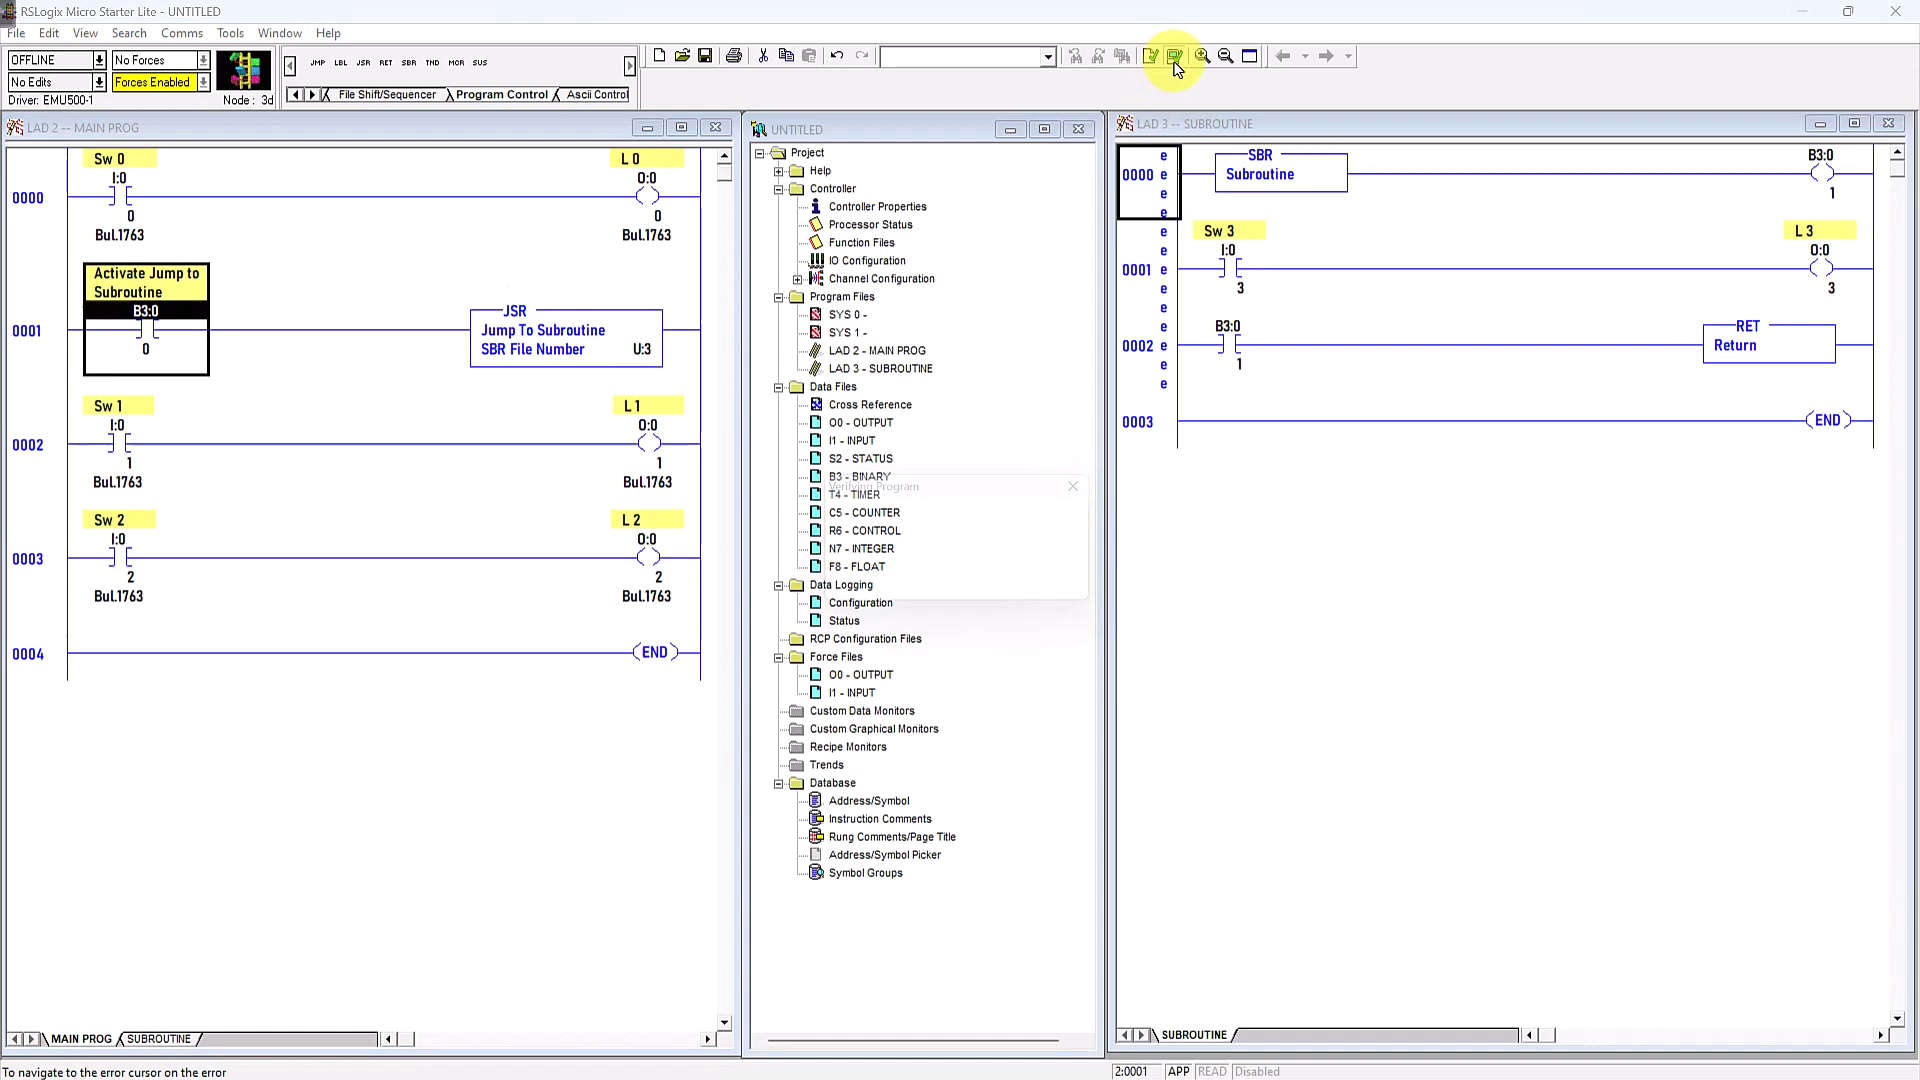 RSLogix Micro Starter Lite - UNTITLED
File Edit View Search Comms Tools Window Help
OFFLINE No Forces
No Edits Forces Enabled
Driver: EMU500-1 Node : 3d
JMP LBL JSR RET SBR TND MCR SUS
File Shift/Sequencer Program Control Ascii Control
LAD 2 -- MAIN PROG
Sw 0 L 0
I:0 O:0
0000
0 0
Bul.1763 Bul.1763
Activate Jump to
Subroutine
B3:0
0001
0
JSR
Jump To Subroutine
SBR File Number U:3
Sw 1 L 1
I:0 O:0
0002
1 1
Bul.1763 Bul.1763
Sw 2 L 2
I:0 O:0
0003
2 2
Bul.1763 Bul.1763
0004 END
MAIN PROG SUBROUTINE
UNTITLED
Project
Help
Controller
Controller Properties
Processor Status
Function Files
IO Configuration
Channel Configuration
Program Files
SYS 0 -
SYS 1 -
LAD 2 - MAIN PROG
LAD 3 - SUBROUTINE
Data Files
Cross Reference
O0 - OUTPUT
I1 - INPUT
S2 - STATUS
B3 - BINARY
Verifying Program
T4 - TIMER
C5 - COUNTER
R6 - CONTROL
N7 - INTEGER
F8 - FLOAT
Data Logging
Configuration
Status
RCP Configuration Files
Force Files
O0 - OUTPUT
I1 - INPUT
Custom Data Monitors
Custom Graphical Monitors
Recipe Monitors
Trends
Database
Address/Symbol
Instruction Comments
Rung Comments/Page Title
Address/Symbol Picker
Symbol Groups
LAD 3 -- SUBROUTINE
e
0000 e
e
e
SBR
Subroutine
B3:0
1
e
e
0001 e
e
e
Sw 3 L 3
I:0 O:0
3 3
e
0002 e
e
e
B3:0
1
RET
Return
0003 END
SUBROUTINE
To navigate to the error cursor on the error
2:0001 APP READ Disabled